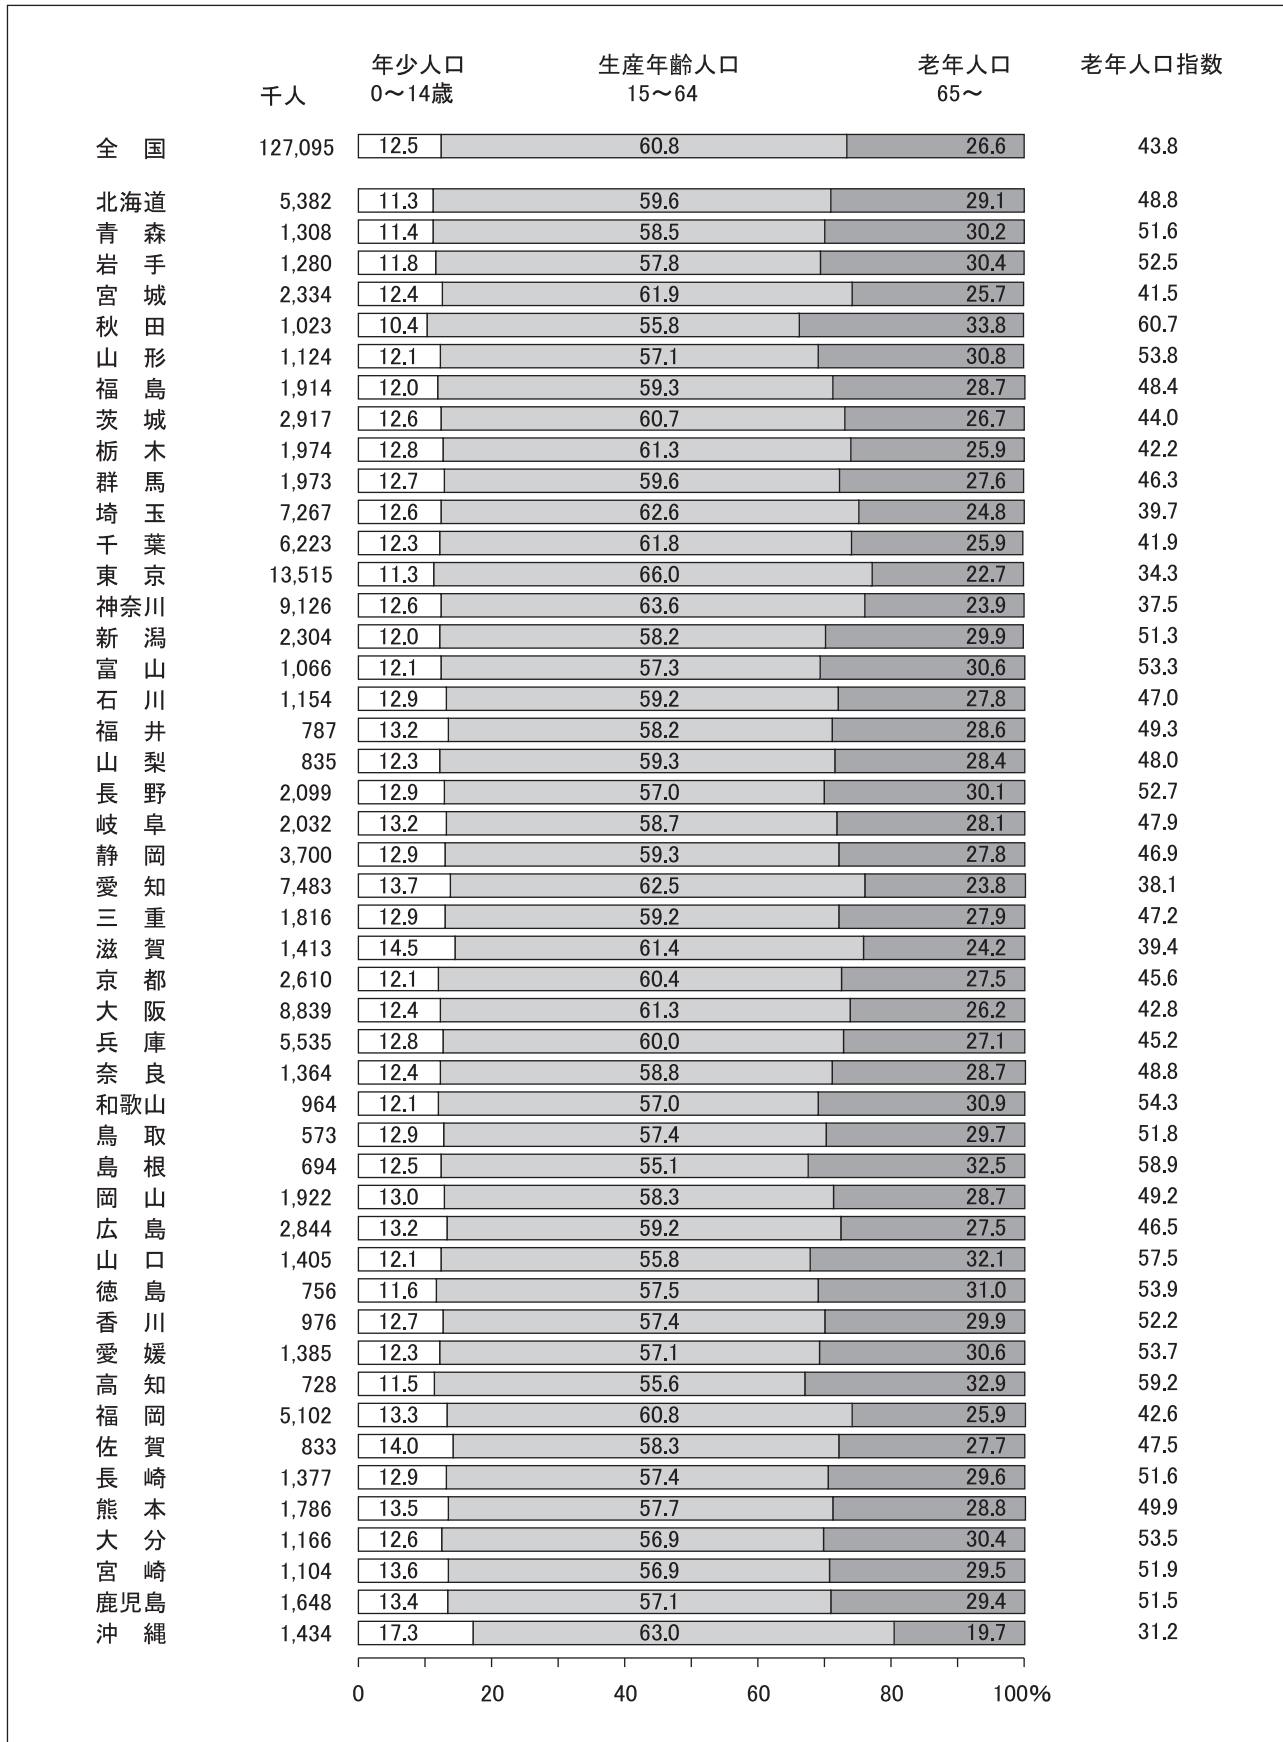 年少人口 生産年齢人口 老年人口 老年人口指数
千人 0～14歳 15～64 65～
全国 127,095 12.5 60.8 26.6 43.8
北海道 5,382 11.3 59.6 29.1 48.8
青森 1,308 11.4 58.5 30.2 51.6
岩手 1,280 11.8 57.8 30.4 52.5
宮城 2,334 12.4 61.9 25.7 41.5
秋田 1,023 10.4 55.8 33.8 60.7
山形 1,124 12.1 57.1 30.8 53.8
福島 1,914 12.0 59.3 28.7 48.4
茨城 2,917 12.6 60.7 26.7 44.0
栃木 1,974 12.8 61.3 25.9 42.2
群馬 1,973 12.7 59.6 27.6 46.3
埼玉 7,267 12.6 62.6 24.8 39.7
千葉 6,223 12.3 61.8 25.9 41.9
東京 13,515 11.3 66.0 22.7 34.3
神奈川 9,126 12.6 63.6 23.9 37.5
新潟 2,304 12.0 58.2 29.9 51.3
富山 1,066 12.1 57.3 30.6 53.3
石川 1,154 12.9 59.2 27.8 47.0
福井 787 13.2 58.2 28.6 49.3
山梨 835 12.3 59.3 28.4 48.0
長野 2,099 12.9 57.0 30.1 52.7
岐阜 2,032 13.2 58.7 28.1 47.9
静岡 3,700 12.9 59.3 27.8 46.9
愛知 7,483 13.7 62.5 23.8 38.1
三重 1,816 12.9 59.2 27.9 47.2
滋賀 1,413 14.5 61.4 24.2 39.4
京都 2,610 12.1 60.4 27.5 45.6
大阪 8,839 12.4 61.3 26.2 42.8
兵庫 5,535 12.8 60.0 27.1 45.2
奈良 1,364 12.4 58.8 28.7 48.8
和歌山 964 12.1 57.0 30.9 54.3
鳥取 573 12.9 57.4 29.7 51.8
島根 694 12.5 55.1 32.5 58.9
岡山 1,922 13.0 58.3 28.7 49.2
広島 2,844 13.2 59.2 27.5 46.5
山口 1,405 12.1 55.8 32.1 57.5
徳島 756 11.6 57.5 31.0 53.9
香川 976 12.7 57.4 29.9 52.2
愛媛 1,385 12.3 57.1 30.6 53.7
高知 728 11.5 55.6 32.9 59.2
福岡 5,102 13.3 60.8 25.9 42.6
佐賀 833 14.0 58.3 27.7 47.5
長崎 1,377 12.9 57.4 29.6 51.6
熊本 1,786 13.5 57.7 28.8 49.9
大分 1,166 12.6 56.9 30.4 53.5
宮崎 1,104 13.6 56.9 29.5 51.9
鹿児島 1,648 13.4 57.1 29.4 51.5
沖縄 1,434 17.3 63.0 19.7 31.2
0 20 40 60 80 100%